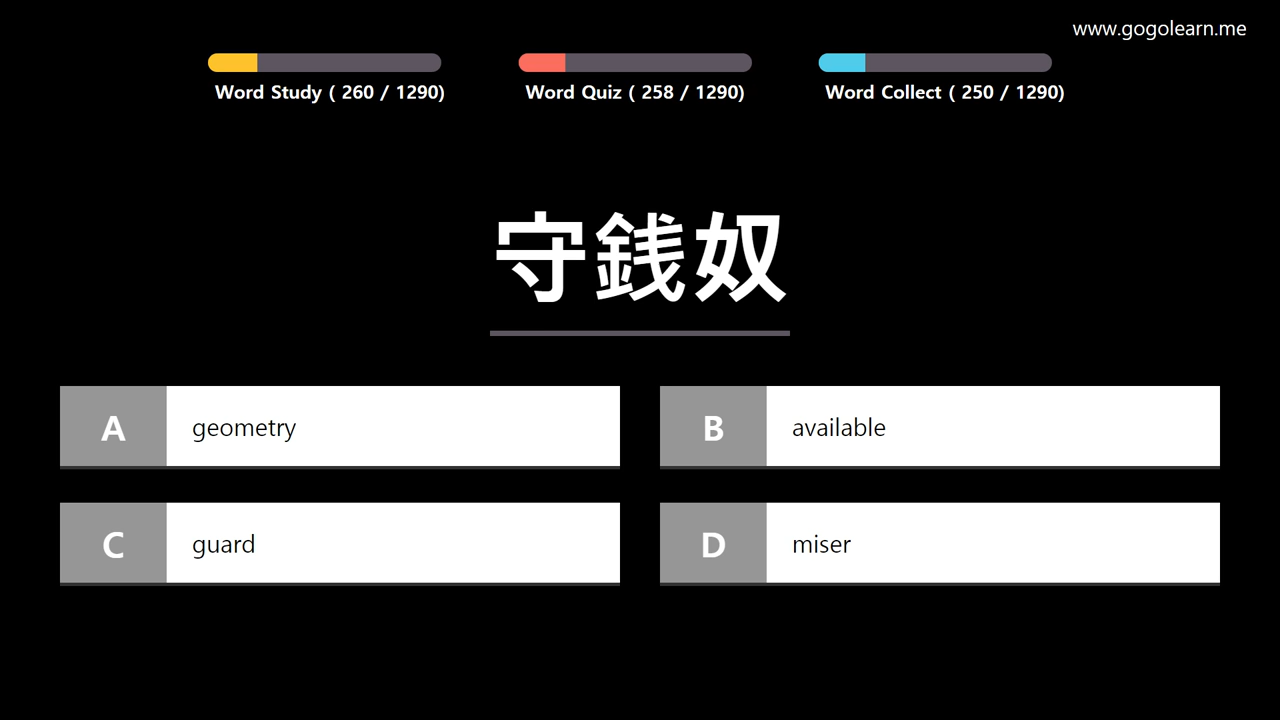 www.gogolearn.me
Word Study ( 260 / 1290)
Word Quiz ( 258 / 1290)
Word Collect ( 250 / 1290)
守銭奴
A
geometry
B
available
C
guard
D
miser